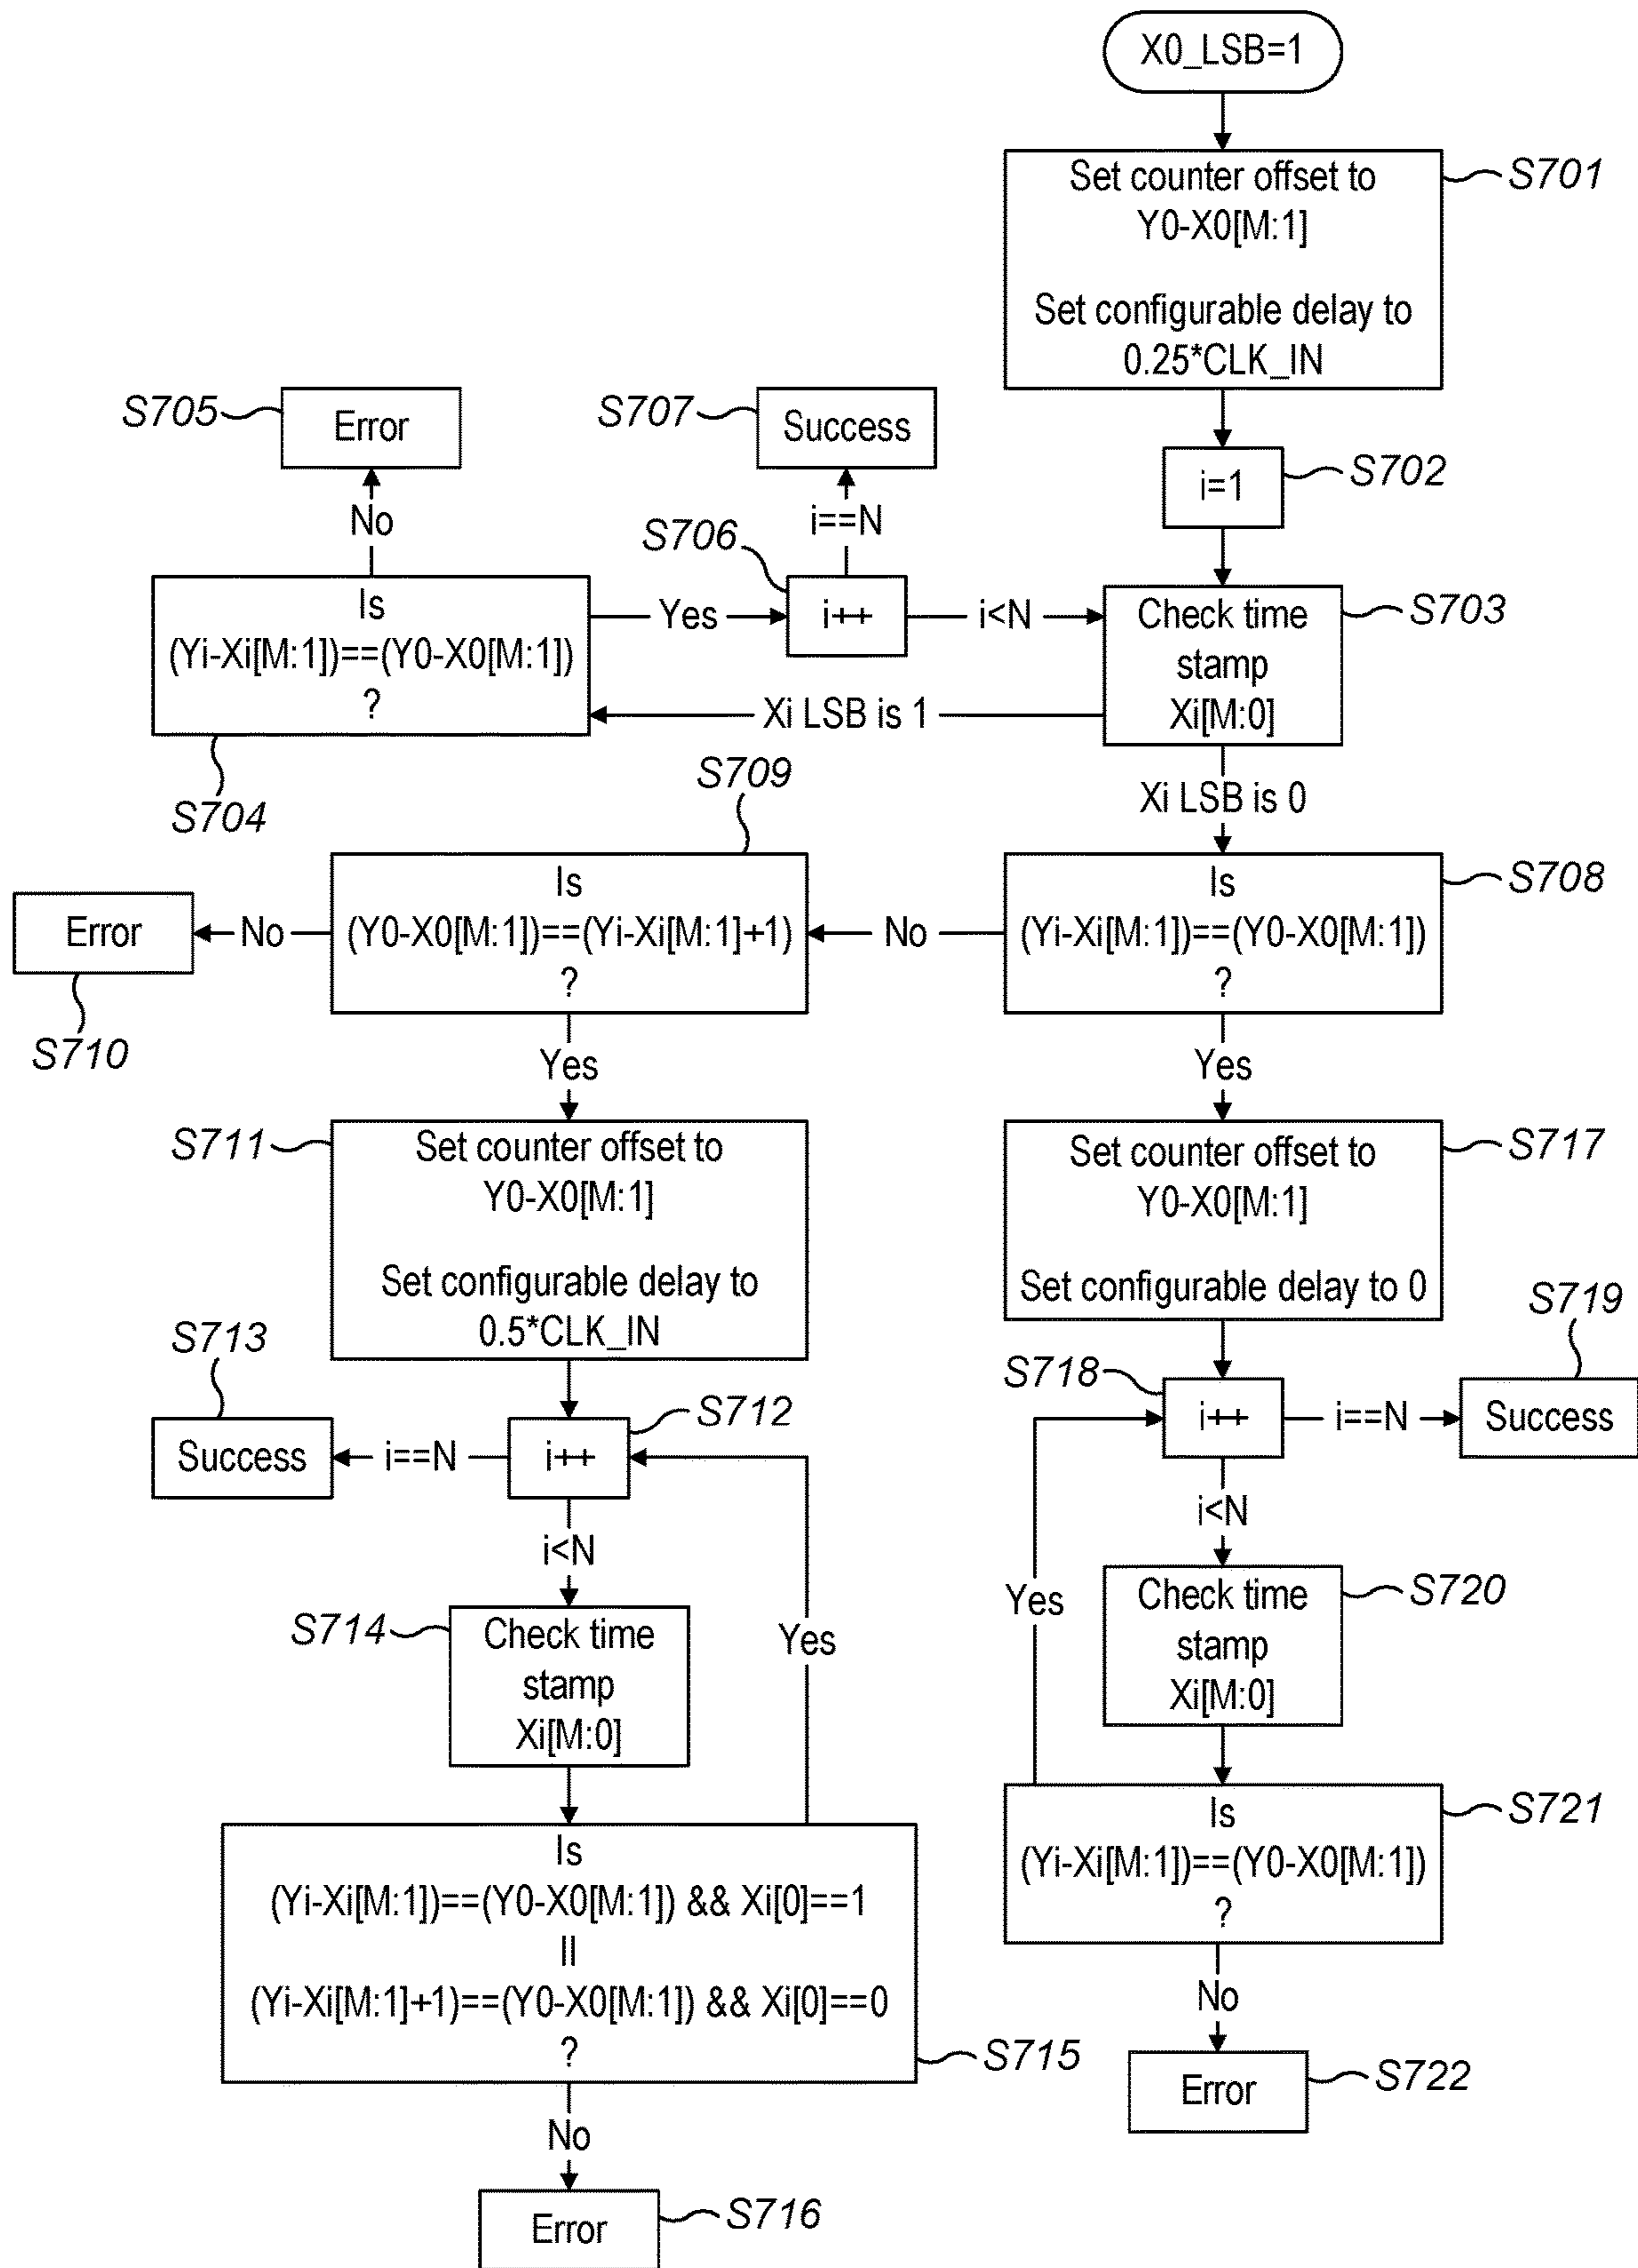 X0_LSB=1
Set counter offset to
Y0-X0[M:1]
Set configurable delay to
0.25*CLK_IN
S701
S705
Error
S707
Success
i=1
S702
No
i==N
S706
Is
(Yi-Xi[M:1])==(Y0-X0[M:1])
?
Yes
i++
i<N
Check time
stamp
Xi[M:0]
S703
Xi LSB is 1
S704
S709
Xi LSB is 0
Error
No
Is
(Y0-X0[M:1])==(Yi-Xi[M:1]+1)
?
No
Is
(Yi-Xi[M:1])==(Y0-X0[M:1])
?
S708
S710
Yes
Yes
S711
Set counter offset to
Y0-X0[M:1]
Set configurable delay to
0.5*CLK_IN
Set counter offset to
Y0-X0[M:1]
Set configurable delay to 0
S717
S713
S719
Success
i==N
i++
S712
S718
i++
i==N
Success
i<N
i<N
S714
Check time
stamp
Xi[M:0]
Yes
Yes
Check time
stamp
Xi[M:0]
S720
Is
(Yi-Xi[M:1])==(Y0-X0[M:1]) && Xi[0]==1
||
(Yi-Xi[M:1]+1)==(Y0-X0[M:1]) && Xi[0]==0
?
S715
Is
(Yi-Xi[M:1])==(Y0-X0[M:1])
?
S721
No
No
Error
S722
Error
S716